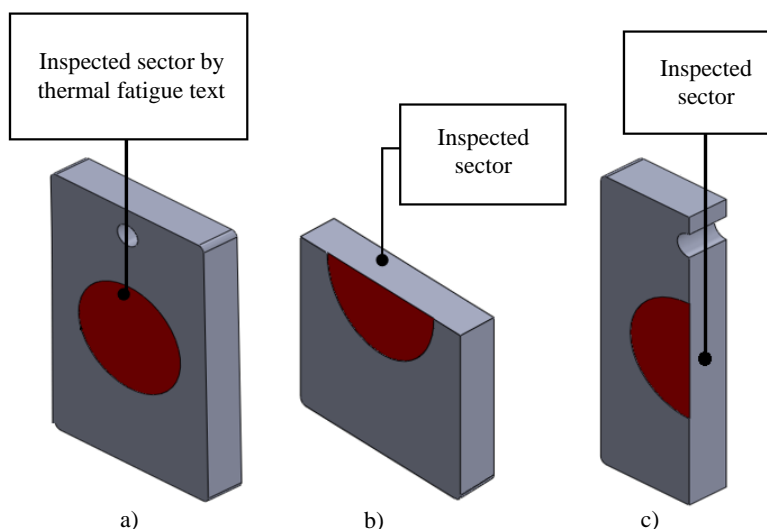 Inspected sector by
thermal fatigue text
Inspected
sector
Inspected
sector
a)
b)
c)